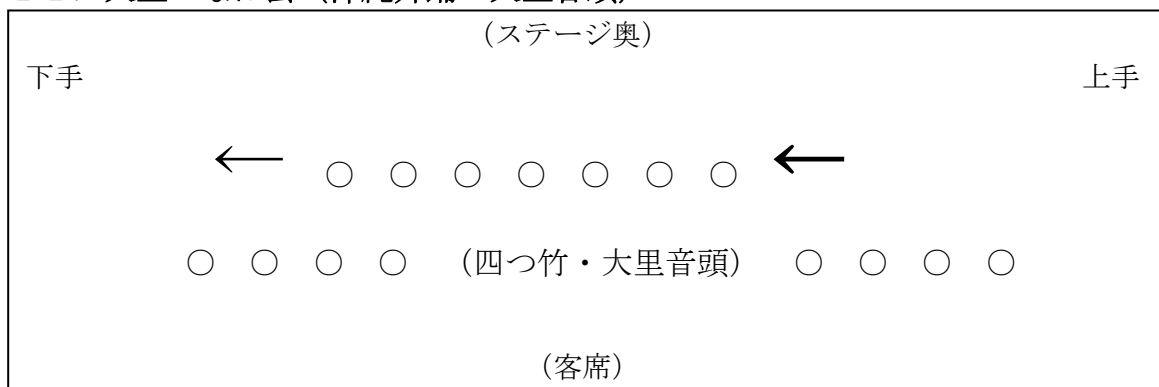 (ステージ奥)
下手 上手
← ○ ○ ○ ○ ○ ○ ○ ←
○ ○ ○ ○ (四つ竹・大里音頭) ○ ○ ○ ○
(客席)